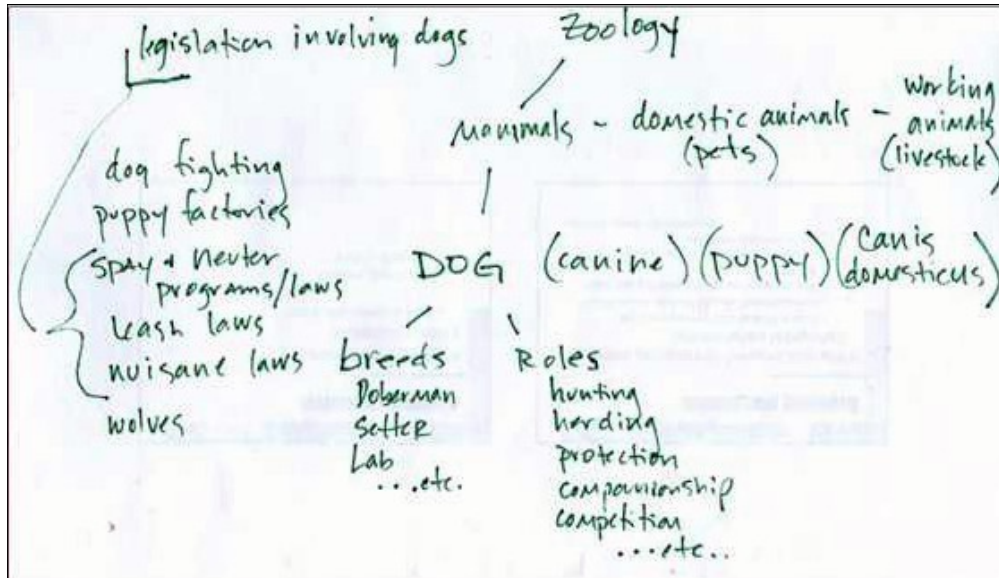 legislation involving dogs
Zoology
Mammals - domestic animals - working
(pets)
animals
(livestock)
dog fighting
puppy factories
spay + neuter
programs/laws
leash laws
nuisane laws
wolves
DOG (canine) (puppy) (Canis
domesticus)
breeds
Doberman
Setter
Lab
...etc.
Roles
hunting
herding
protection
companionship
competition
...etc..